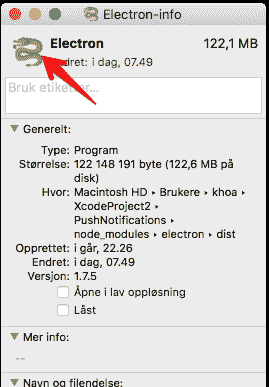 Electron-info
Electron 122,1 MB
Endret: i dag, 07.49
Bruk etiketter...
Generelt:
Type: Program
Størrelse: 122 148 191 byte (122,6 MB på
disk)
Hvor: Macintosh HD ▸ Brukere ▸ khoa ▸
XcodeProject2 ▸
PushNotifications ▸
node_modules ▸ electron ▸ dist
Opprettet: i går, 22.26
Endret: i dag, 07.49
Versjon: 1.7.5
Åpne i lav oppløsning
Låst
Mer info:
--
Navn og filendelse: